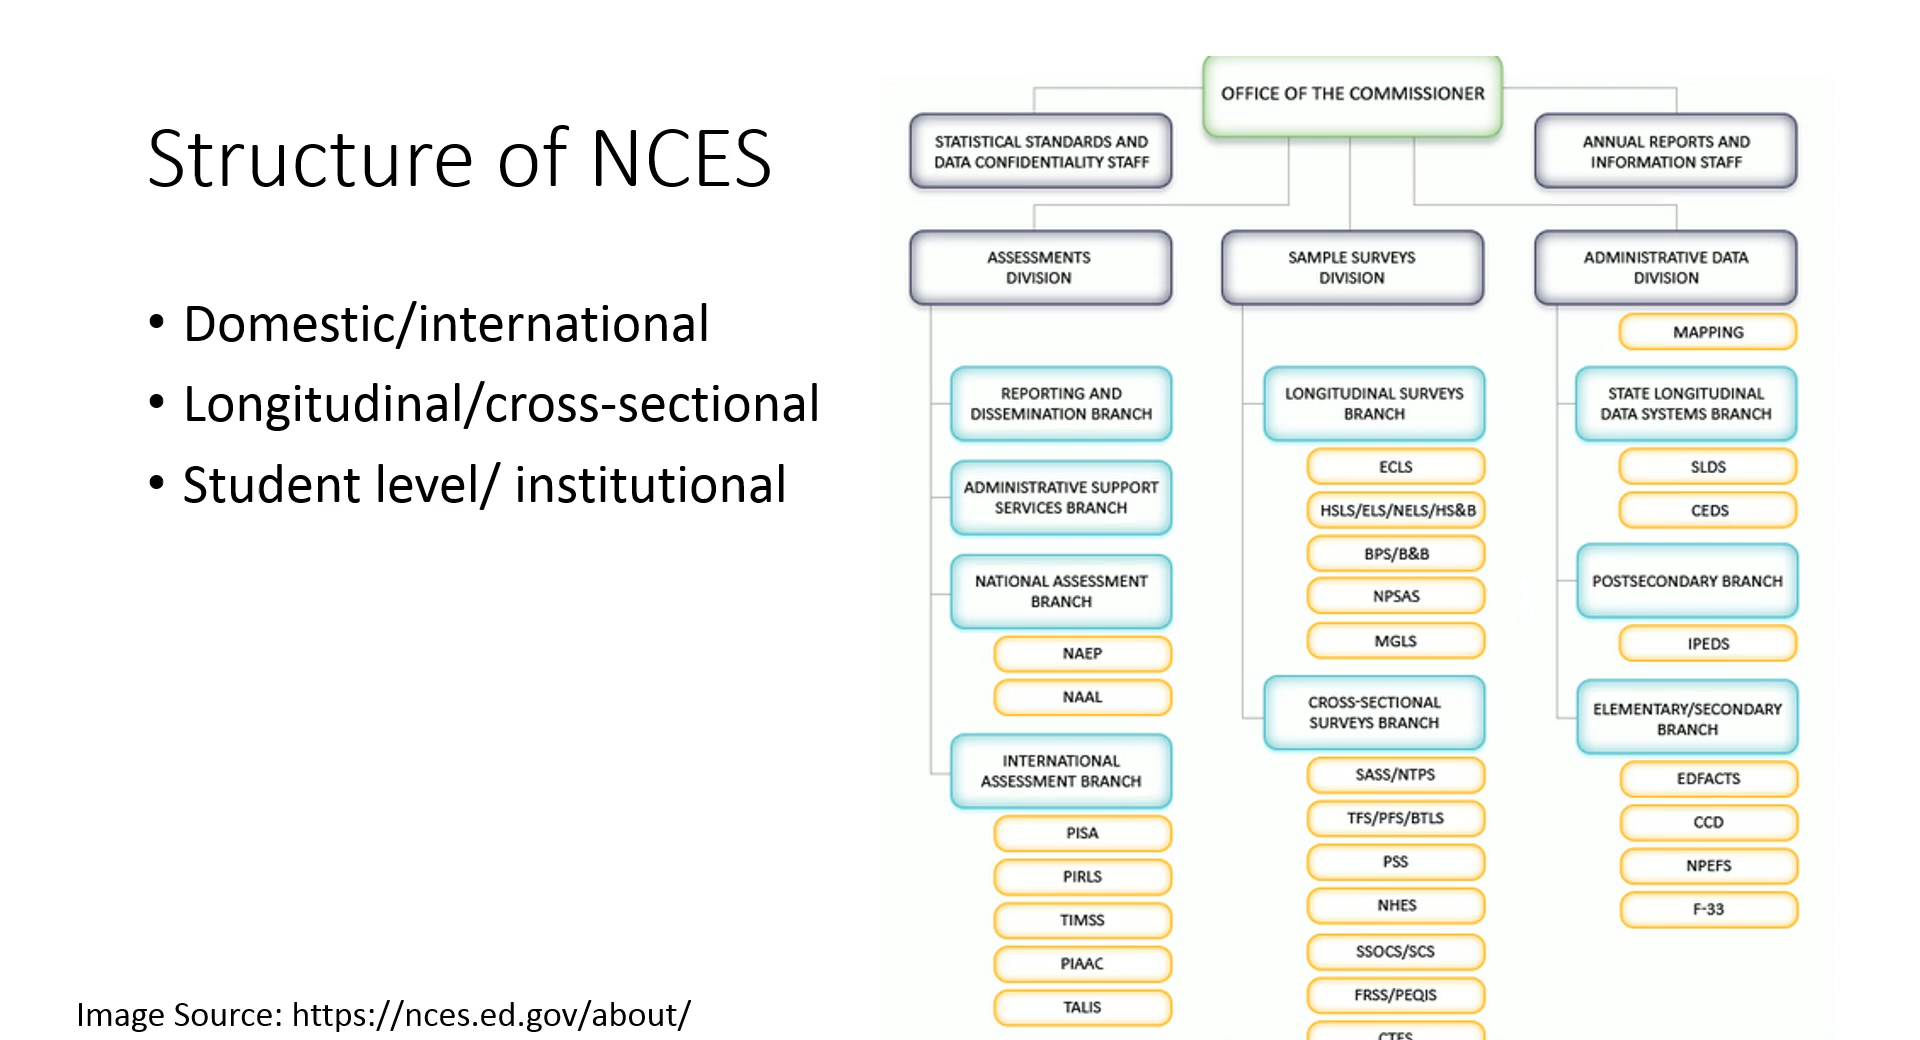 Structure of NCES
• Domestic/international
• Longitudinal/cross-sectional
• Student level/ institutional
Image Source: https://nces.ed.gov/about/
OFFICE OF THE COMMISSIONER
STATISTICAL STANDARDS AND
DATA CONFIDENTIALITY STAFF
ANNUAL REPORTS AND
INFORMATION STAFF
ASSESSMENTS
DIVISION
REPORTING AND
DISSEMINATION BRANCH
ADMINISTRATIVE SUPPORT
SERVICES BRANCH
NATIONAL ASSESSMENT
BRANCH
NAEP
NAAL
INTERNATIONAL
ASSESSMENT BRANCH
PISA
PIRLS
TIMSS
PIAAC
TALIS
SAMPLE SURVEYS
DIVISION
LONGITUDINAL SURVEYS
BRANCH
ECLS
HSLS/ELS/NELS/HS&B
BPS/B&B
NPSAS
MGLS
CROSS-SECTIONAL
SURVEYS BRANCH
SASS/NTPS
TFS/PFS/BTLS
PSS
NHES
SSOCS/SCS
FRSS/PEQIS
ADMINISTRATIVE DATA
DIVISION
MAPPING
STATE LONGITUDINAL
DATA SYSTEMS BRANCH
SLDS
CEDS
POSTSECONDARY BRANCH
IPEDS
ELEMENTARY/SECONDARY
BRANCH
EDFACTS
CCD
NPEFS
F-33